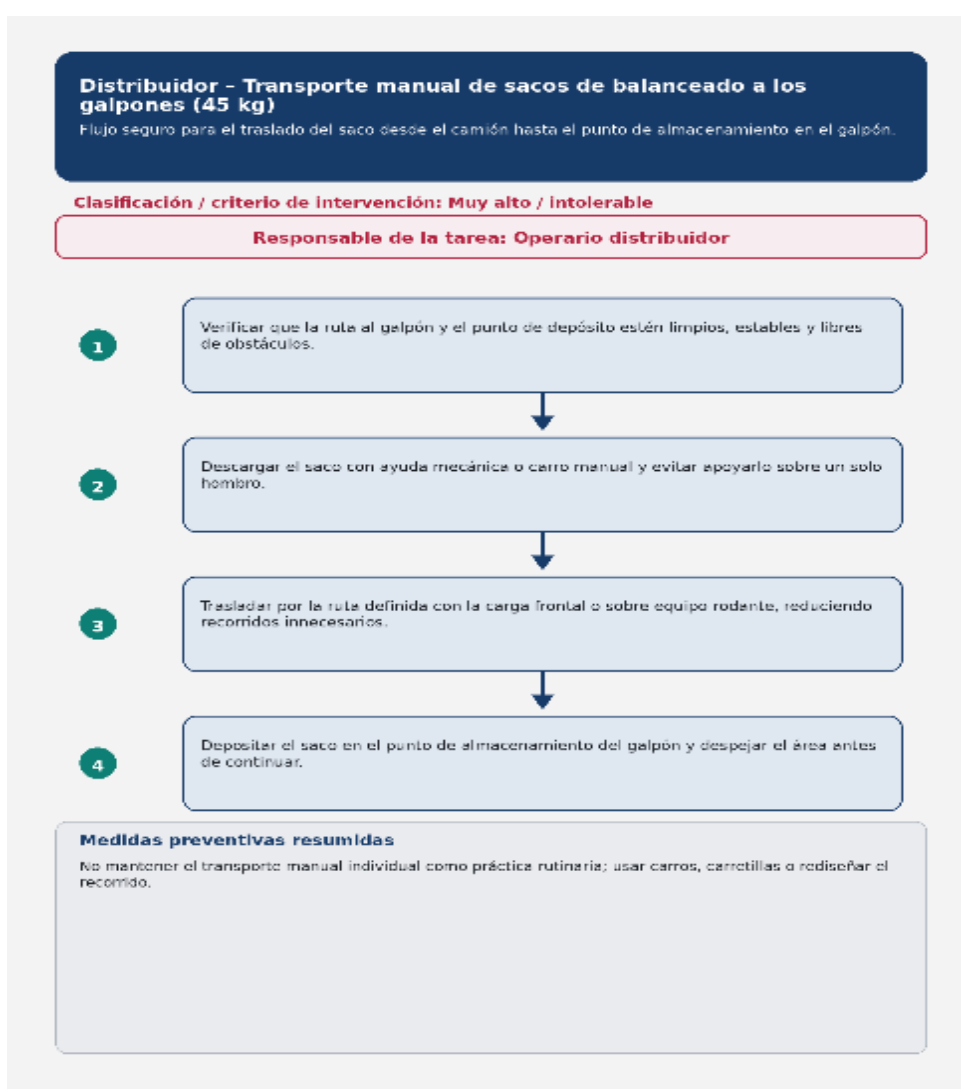 Distribuidor – Transporte manual de sacos de balanceado a los
galpones (45 kg)
Flujo seguro para el traslado del saco desde el camión hasta el punto de almacenamiento en el galpón.
Clasificación / criterio de intervención: Muy alto / intolerable
Responsable de la tarea: Operario distribuidor
1
Verificar que la ruta al galpón y el punto de depósito estén limpios, estables y libres
de obstáculos.
2
Descargar el saco con ayuda mecánica o carro manual y evitar apoyarlo sobre un solo
hombro.
3
Trasladar por la ruta definida con la carga frontal o sobre equipo rodante, reduciendo
recorridos innecesarios.
4
Depositar el saco en el punto de almacenamiento del galpón y despejar el área antes
de continuar.
Medidas preventivas resumidas
No mantener el transporte manual individual como práctica rutinaria; usar carros, carretillas o rediseñar el
recorrido.